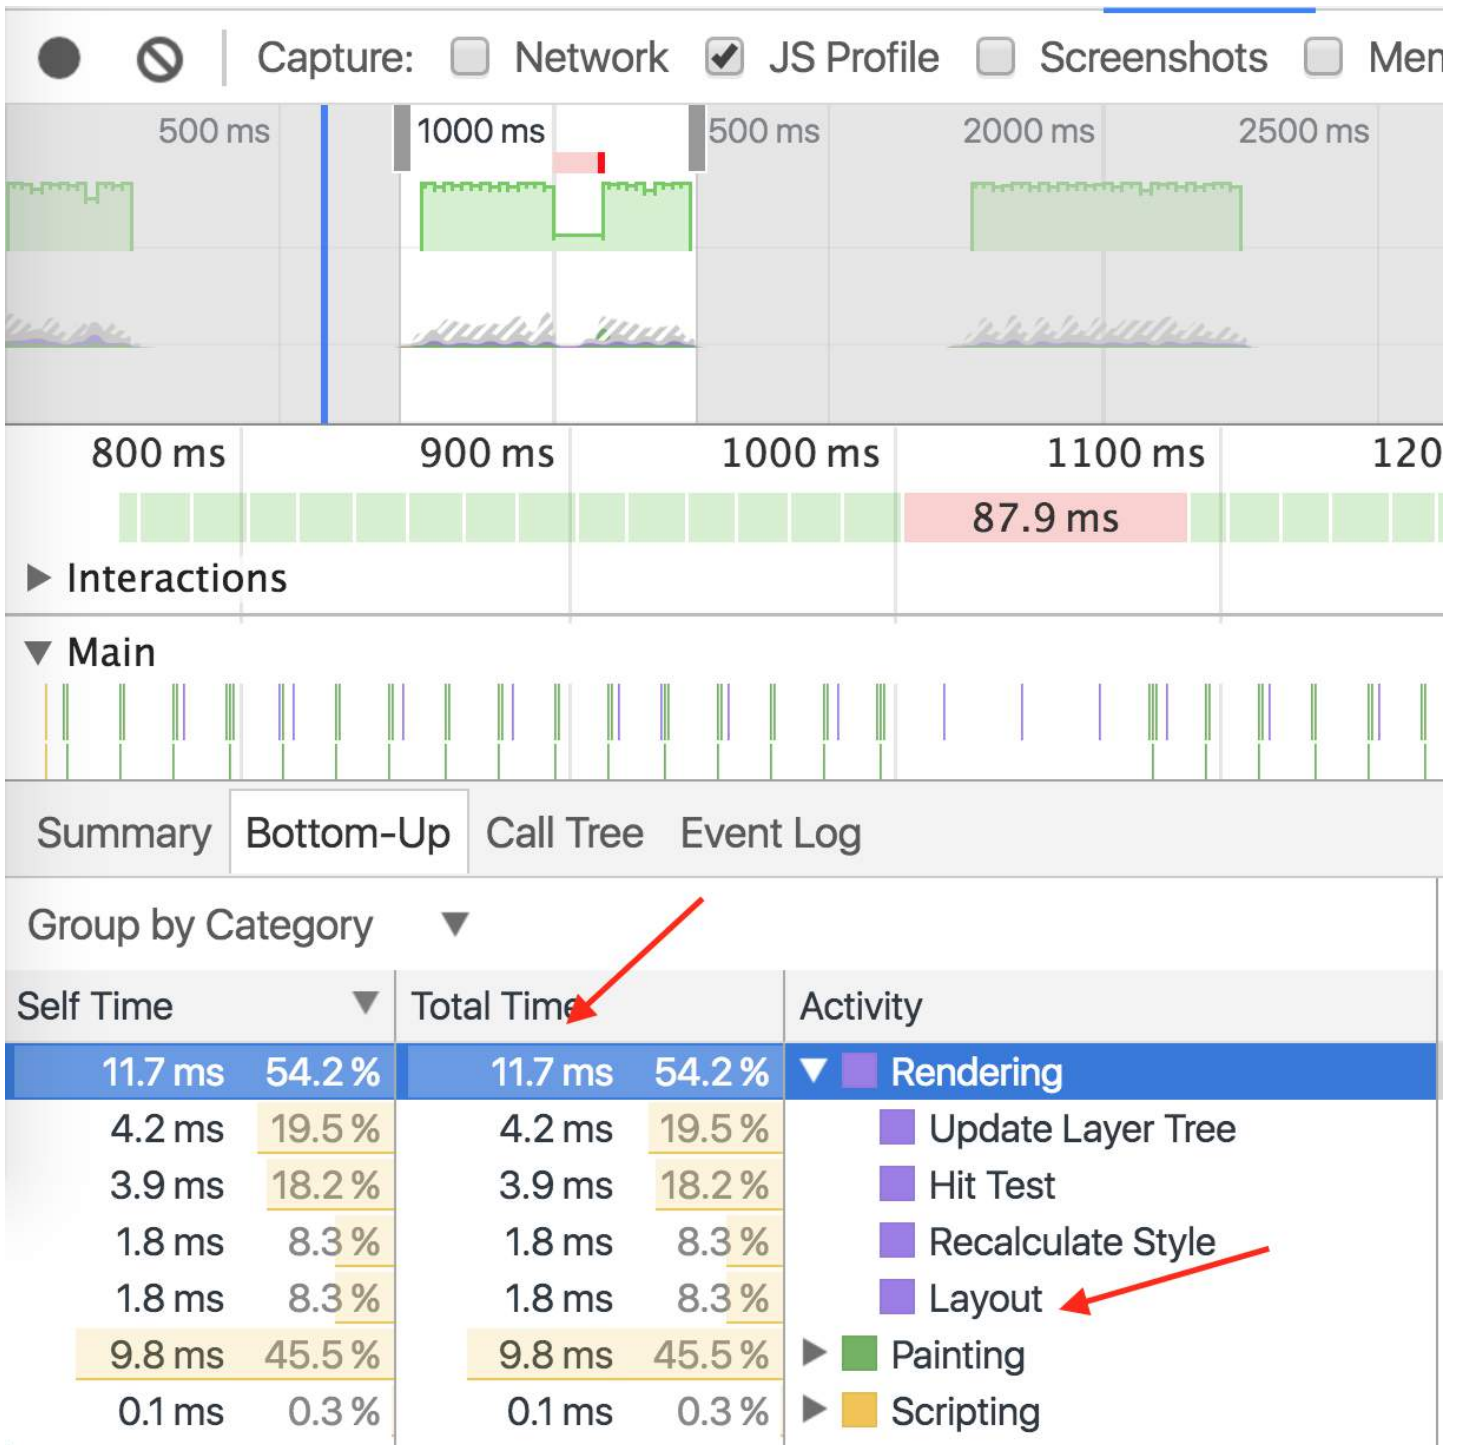 Capture: Network JS Profile Screenshots Mem
500 ms 1000 ms 500 ms 2000 ms 2500 ms
800 ms 900 ms 1000 ms 1100 ms 120
87.9 ms
Interactions
Main
Summary Bottom-Up Call Tree Event Log
Group by Category
Self Time Total Time Activity
11.7 ms 54.2 % 11.7 ms 54.2 % Rendering
4.2 ms 19.5 % 4.2 ms 19.5 % Update Layer Tree
3.9 ms 18.2 % 3.9 ms 18.2 % Hit Test
1.8 ms 8.3 % 1.8 ms 8.3 % Recalculate Style
1.8 ms 8.3 % 1.8 ms 8.3 % Layout
9.8 ms 45.5 % 9.8 ms 45.5 % Painting
0.1 ms 0.3 % 0.1 ms 0.3 % Scripting